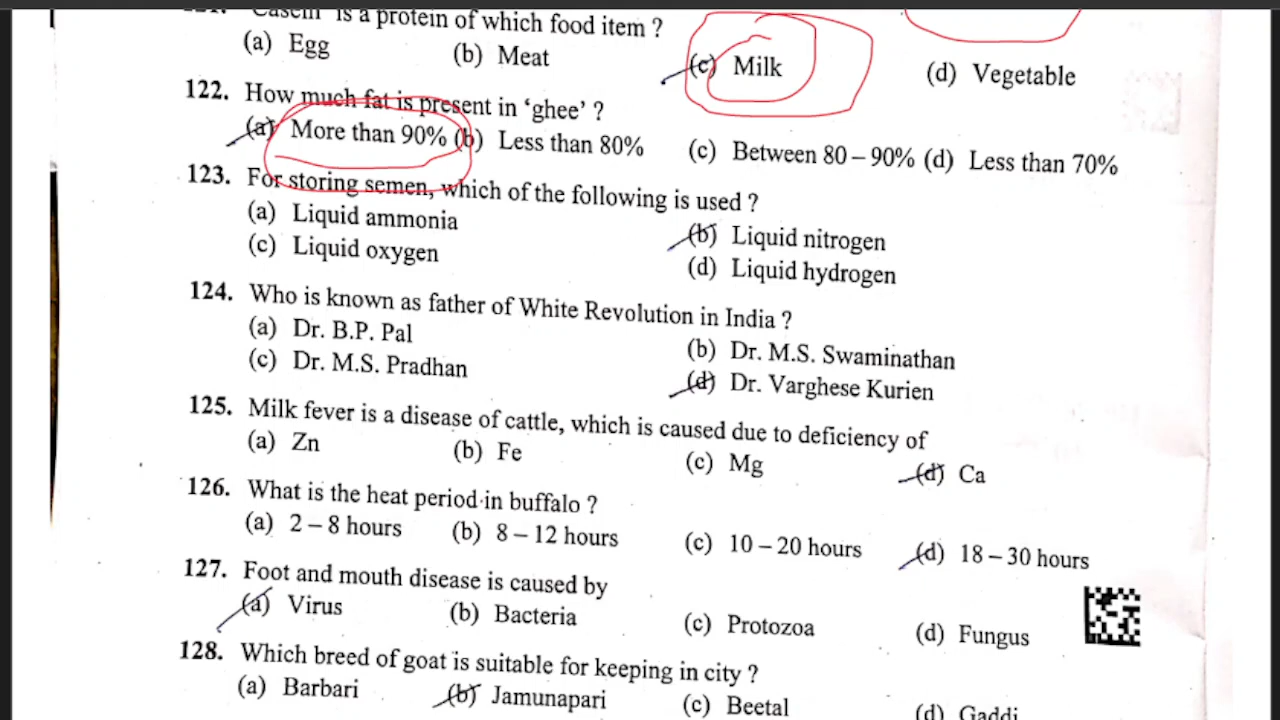 121. 'Casein' is a protein of which food item ?
(a) Egg (b) Meat (c) Milk (d) Vegetable
122. How much fat is present in 'ghee' ?
(a) More than 90% (b) Less than 80% (c) Between 80 – 90% (d) Less than 70%
123. For storing semen, which of the following is used ?
(a) Liquid ammonia (b) Liquid nitrogen
(c) Liquid oxygen (d) Liquid hydrogen
124. Who is known as father of White Revolution in India ?
(a) Dr. B.P. Pal (b) Dr. M.S. Swaminathan
(c) Dr. M.S. Pradhan (d) Dr. Varghese Kurien
125. Milk fever is a disease of cattle, which is caused due to deficiency of
(a) Zn (b) Fe (c) Mg (d) Ca
126. What is the heat period in buffalo ?
(a) 2 – 8 hours (b) 8 – 12 hours (c) 10 – 20 hours (d) 18 – 30 hours
127. Foot and mouth disease is caused by
(a) Virus (b) Bacteria (c) Protozoa (d) Fungus
128. Which breed of goat is suitable for keeping in city ?
(a) Barbari (b) Jamunapari (c) Beetal (d) Gaddi